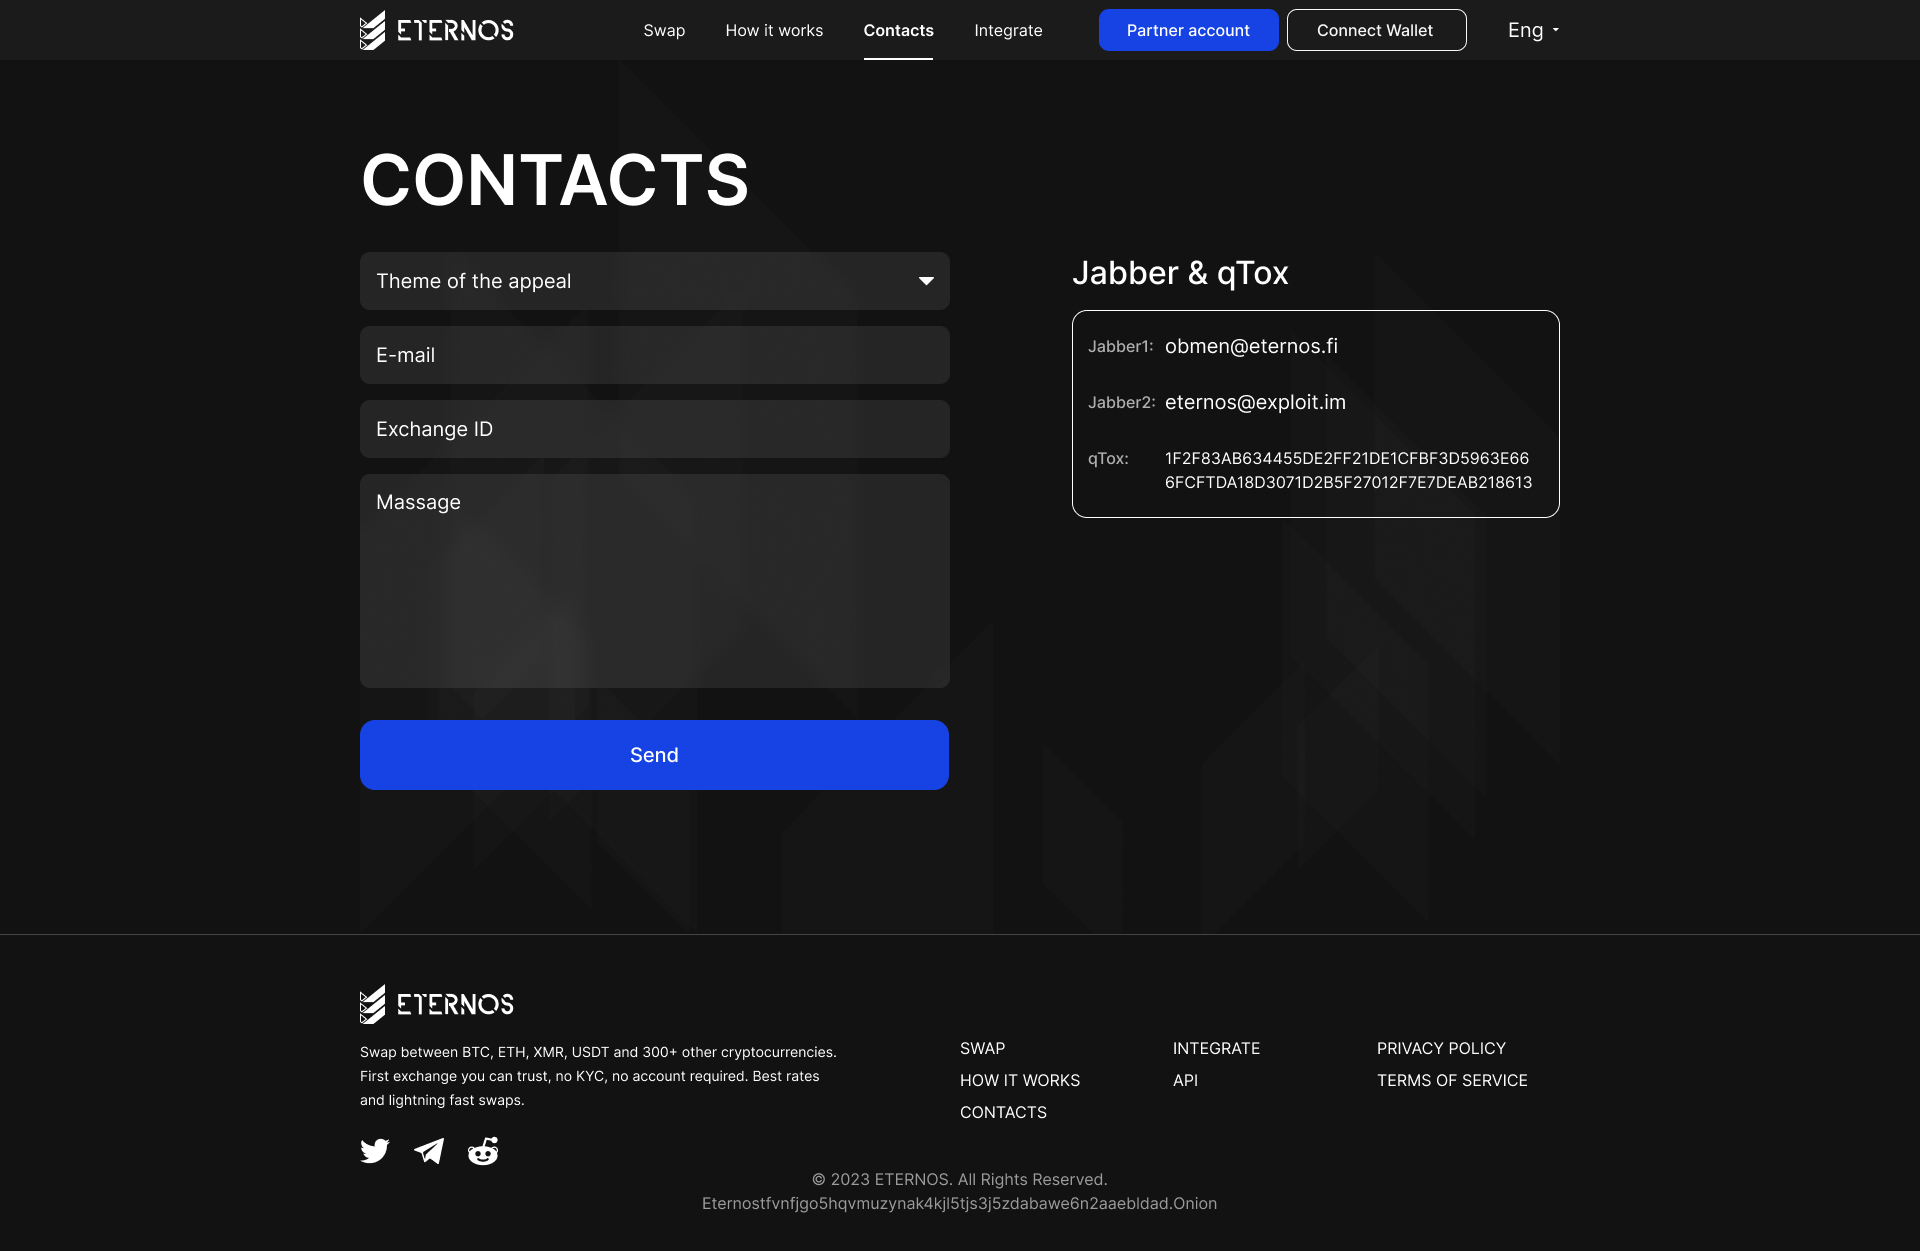 ETERNOS
Swap
How it works
Contacts
Integrate
Partner account
Connect Wallet
Eng
CONTACTS
Theme of the appeal
E-mail
Exchange ID
Massage
Send
Jabber & qTox
Jabber1: obmen@eternos.fi
Jabber2: eternos@exploit.im
qTox: 1F2F83AB634455DE2FF21DE1CFBF3D5963E66
6FCFTDA18D3071D2B5F27012F7E7DEAB218613
ETERNOS
Swap between BTC, ETH, XMR, USDT and 300+ other cryptocurrencies.
First exchange you can trust, no KYC, no account required. Best rates
and lightning fast swaps.
SWAP
HOW IT WORKS
CONTACTS
INTEGRATE
API
PRIVACY POLICY
TERMS OF SERVICE
© 2023 ETERNOS. All Rights Reserved.
Eternostfvnfjgo5hqvmuzynak4kjl5tjs3j5zdabawe6n2aaebldad.Onion